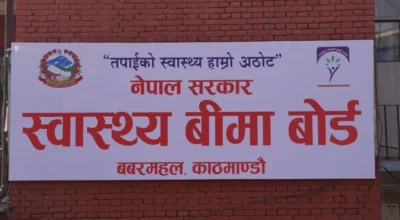 "तपाईको स्वास्थ्य हाम्रो अठोट"
नेपाल सरकार
स्वास्थ्य बीमा बोर्ड
बबरमहल, काठमाण्डौ